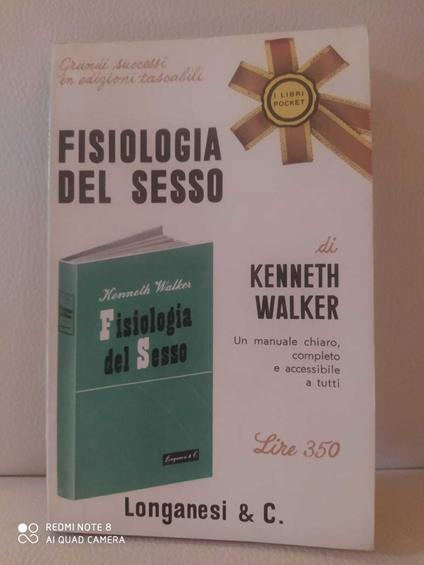 Grandi successi
in edizioni tascabili
I LIBRI
POCKET
FISIOLOGIA
DEL SESSO
di
KENNETH
WALKER
Un manuale chiaro,
completo
e accessibile
a tutti
Kenneth Walker
Fisiologia
del Sesso
Longanesi & C.
Lire 350
Longanesi & C.
REDMI NOTE 8
AI QUAD CAMERA